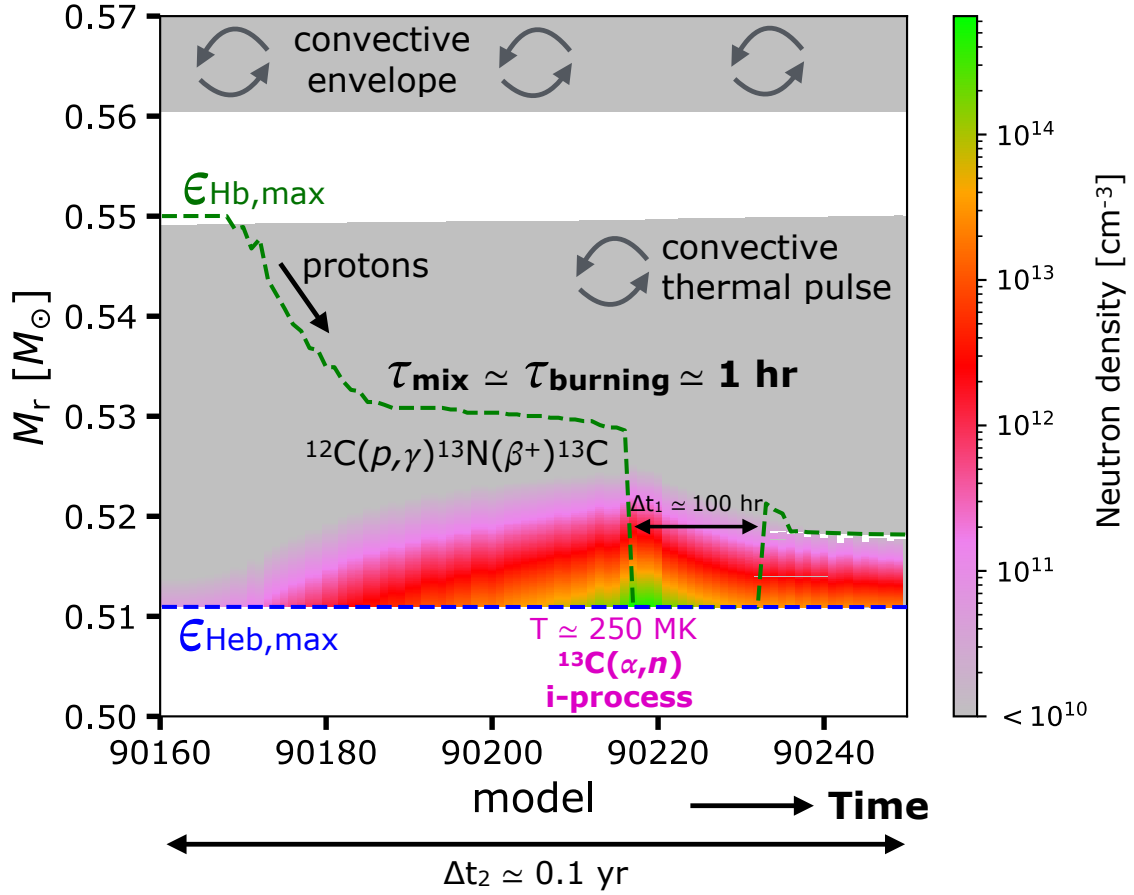 0.57
0.56
0.55
0.54
0.53
0.52
0.51
0.50
M_r [M_⊙]
convective
envelope
ϵHb,max
protons
convective
thermal pulse
τmix ≃ τburning ≃ 1 hr
¹²C(p,γ)¹³N(β⁺)¹³C
Δt₁ ≃ 100 hr
ϵHeb,max
T ≃ 250 MK
¹³C(α,n)
i-process
90160
90180
90200
90220
90240
model
Time
Δt₂ ≃ 0.1 yr
10¹⁴
10¹³
10¹²
10¹¹
< 10¹⁰
Neutron density [cm⁻³]